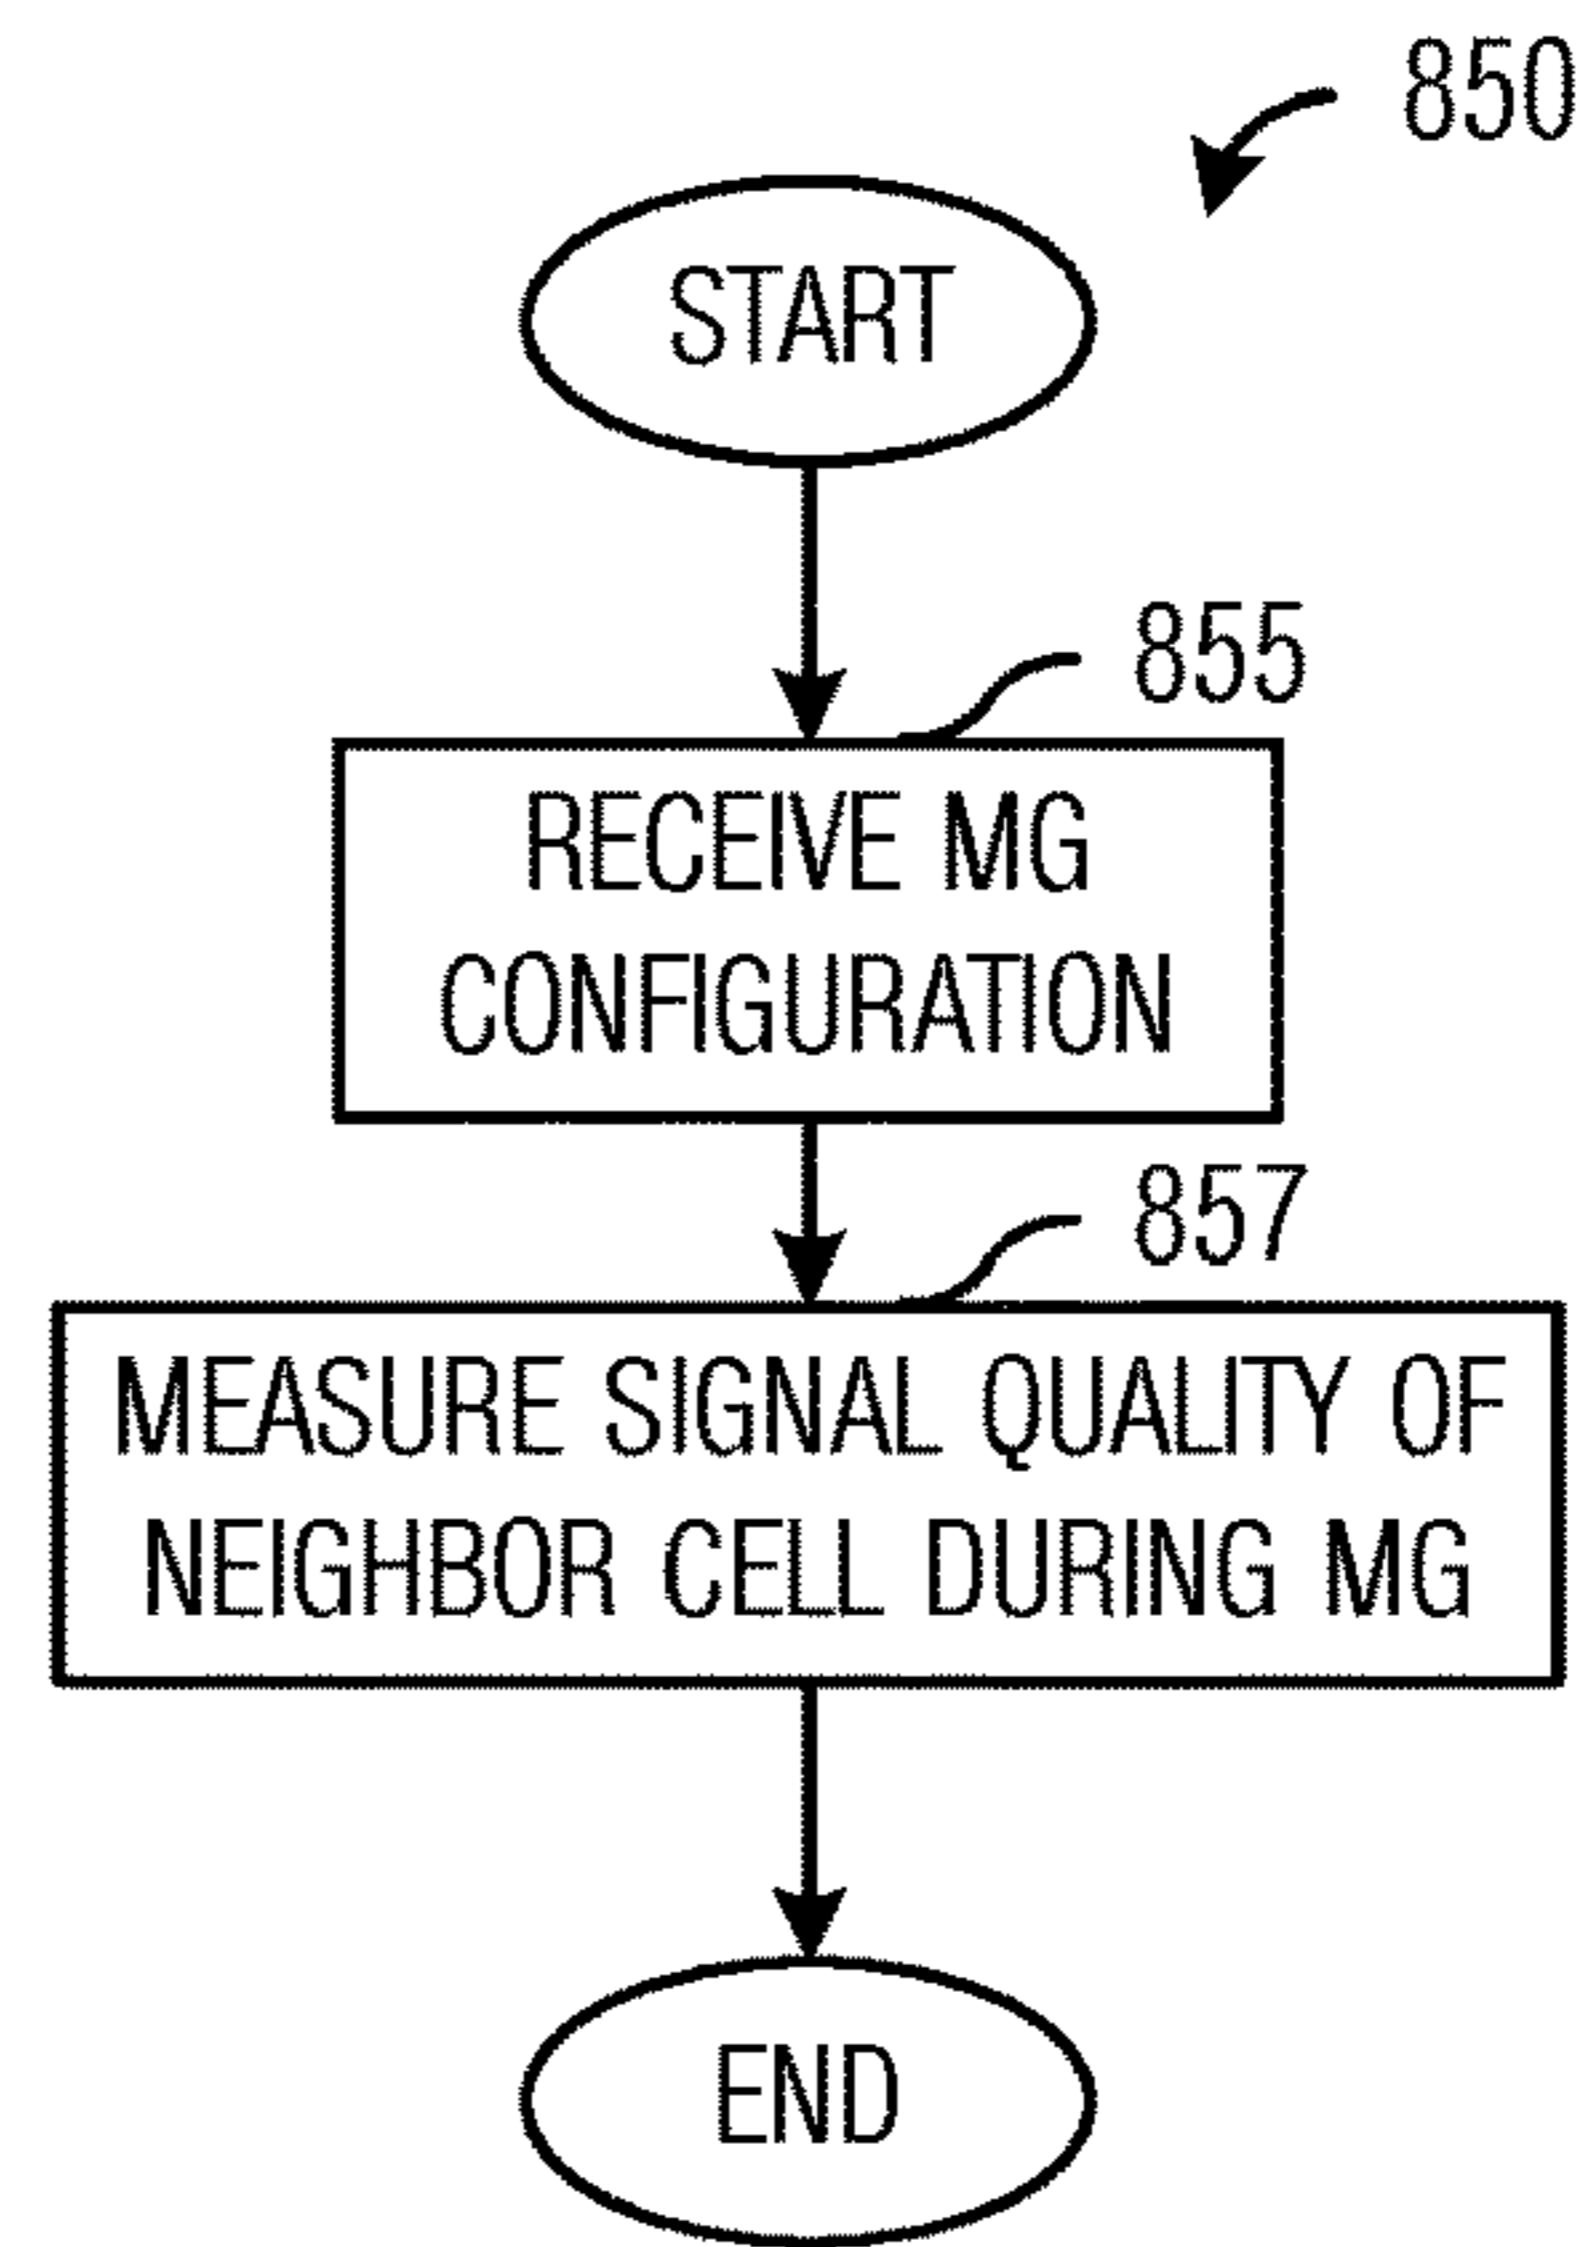 850
START
855
RECEIVE MG
CONFIGURATION
857
MEASURE SIGNAL QUALITY OF
NEIGHBOR CELL DURING MG
END